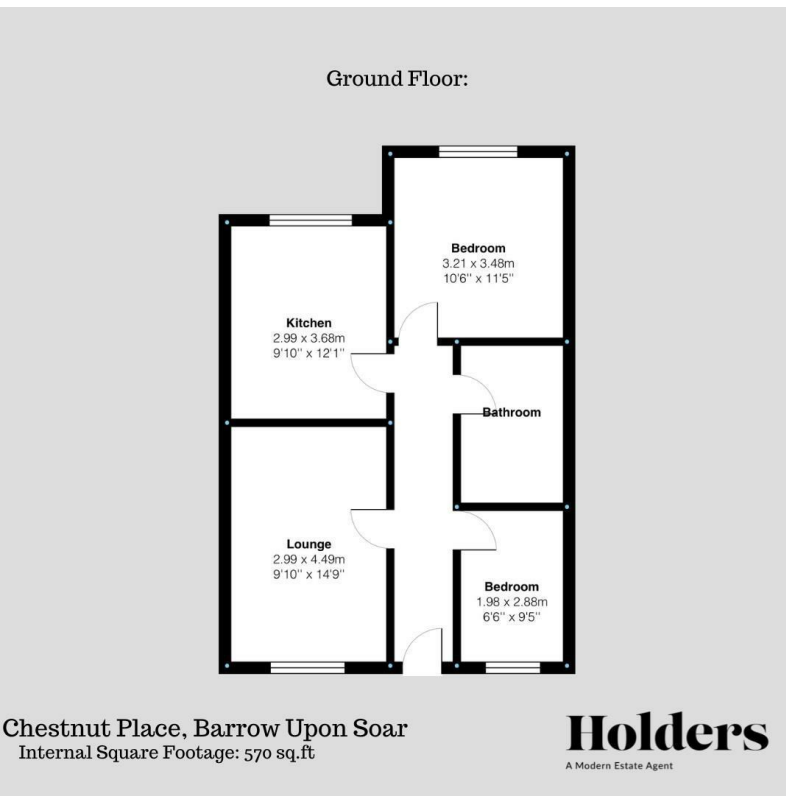 Ground Floor:
Bedroom
3.21 x 3.48m
10'6'' x 11'5''
Kitchen
2.99 x 3.68m
9'10'' x 12'1''
Bathroom
Lounge
2.99 x 4.49m
9'10'' x 14'9''
Bedroom
1.98 x 2.88m
6'6'' x 9'5''
Chestnut Place, Barrow Upon Soar
Internal Square Footage: 570 sq.ft
Holders
A Modern Estate Agent